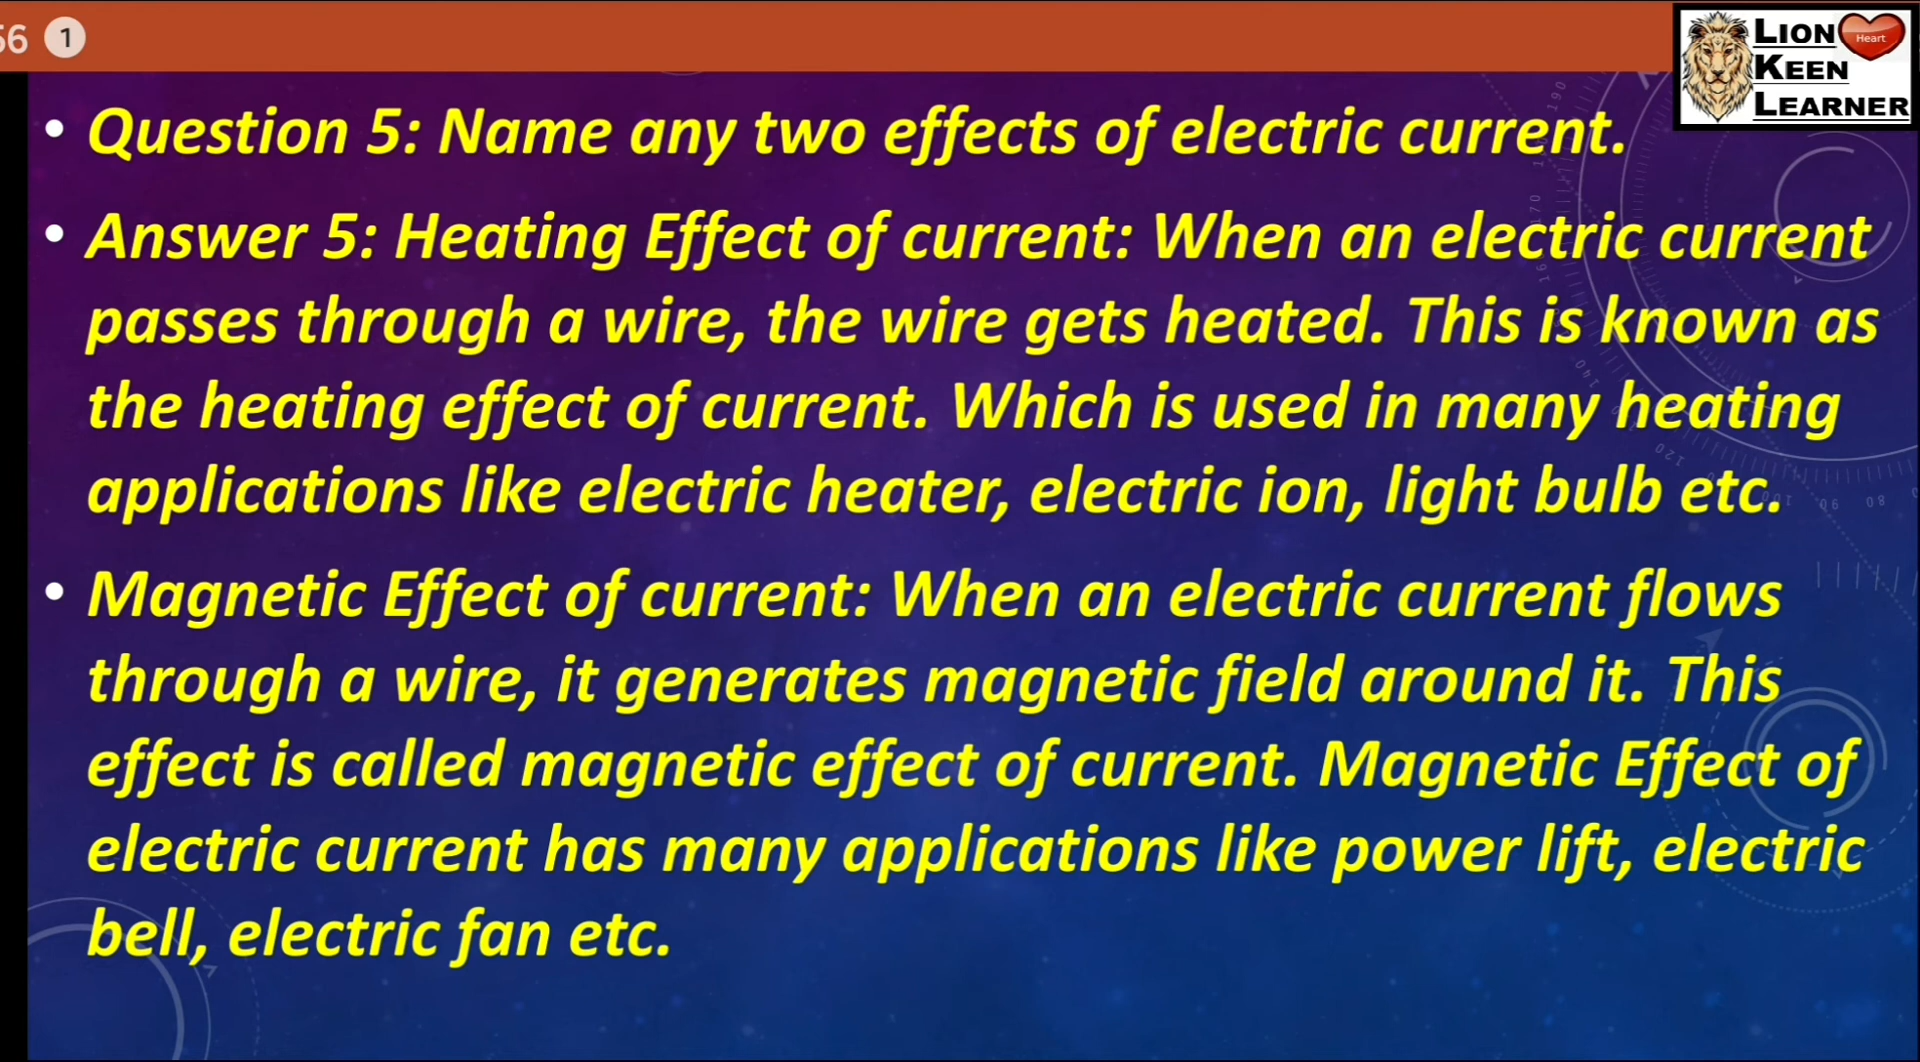 56 1
LION Heart
KEEN
LEARNER
• Question 5: Name any two effects of electric current.
• Answer 5: Heating Effect of current: When an electric current
passes through a wire, the wire gets heated. This is known as
the heating effect of current. Which is used in many heating
applications like electric heater, electric ion, light bulb etc.
• Magnetic Effect of current: When an electric current flows
through a wire, it generates magnetic field around it. This
effect is called magnetic effect of current. Magnetic Effect of
electric current has many applications like power lift, electric
bell, electric fan etc.